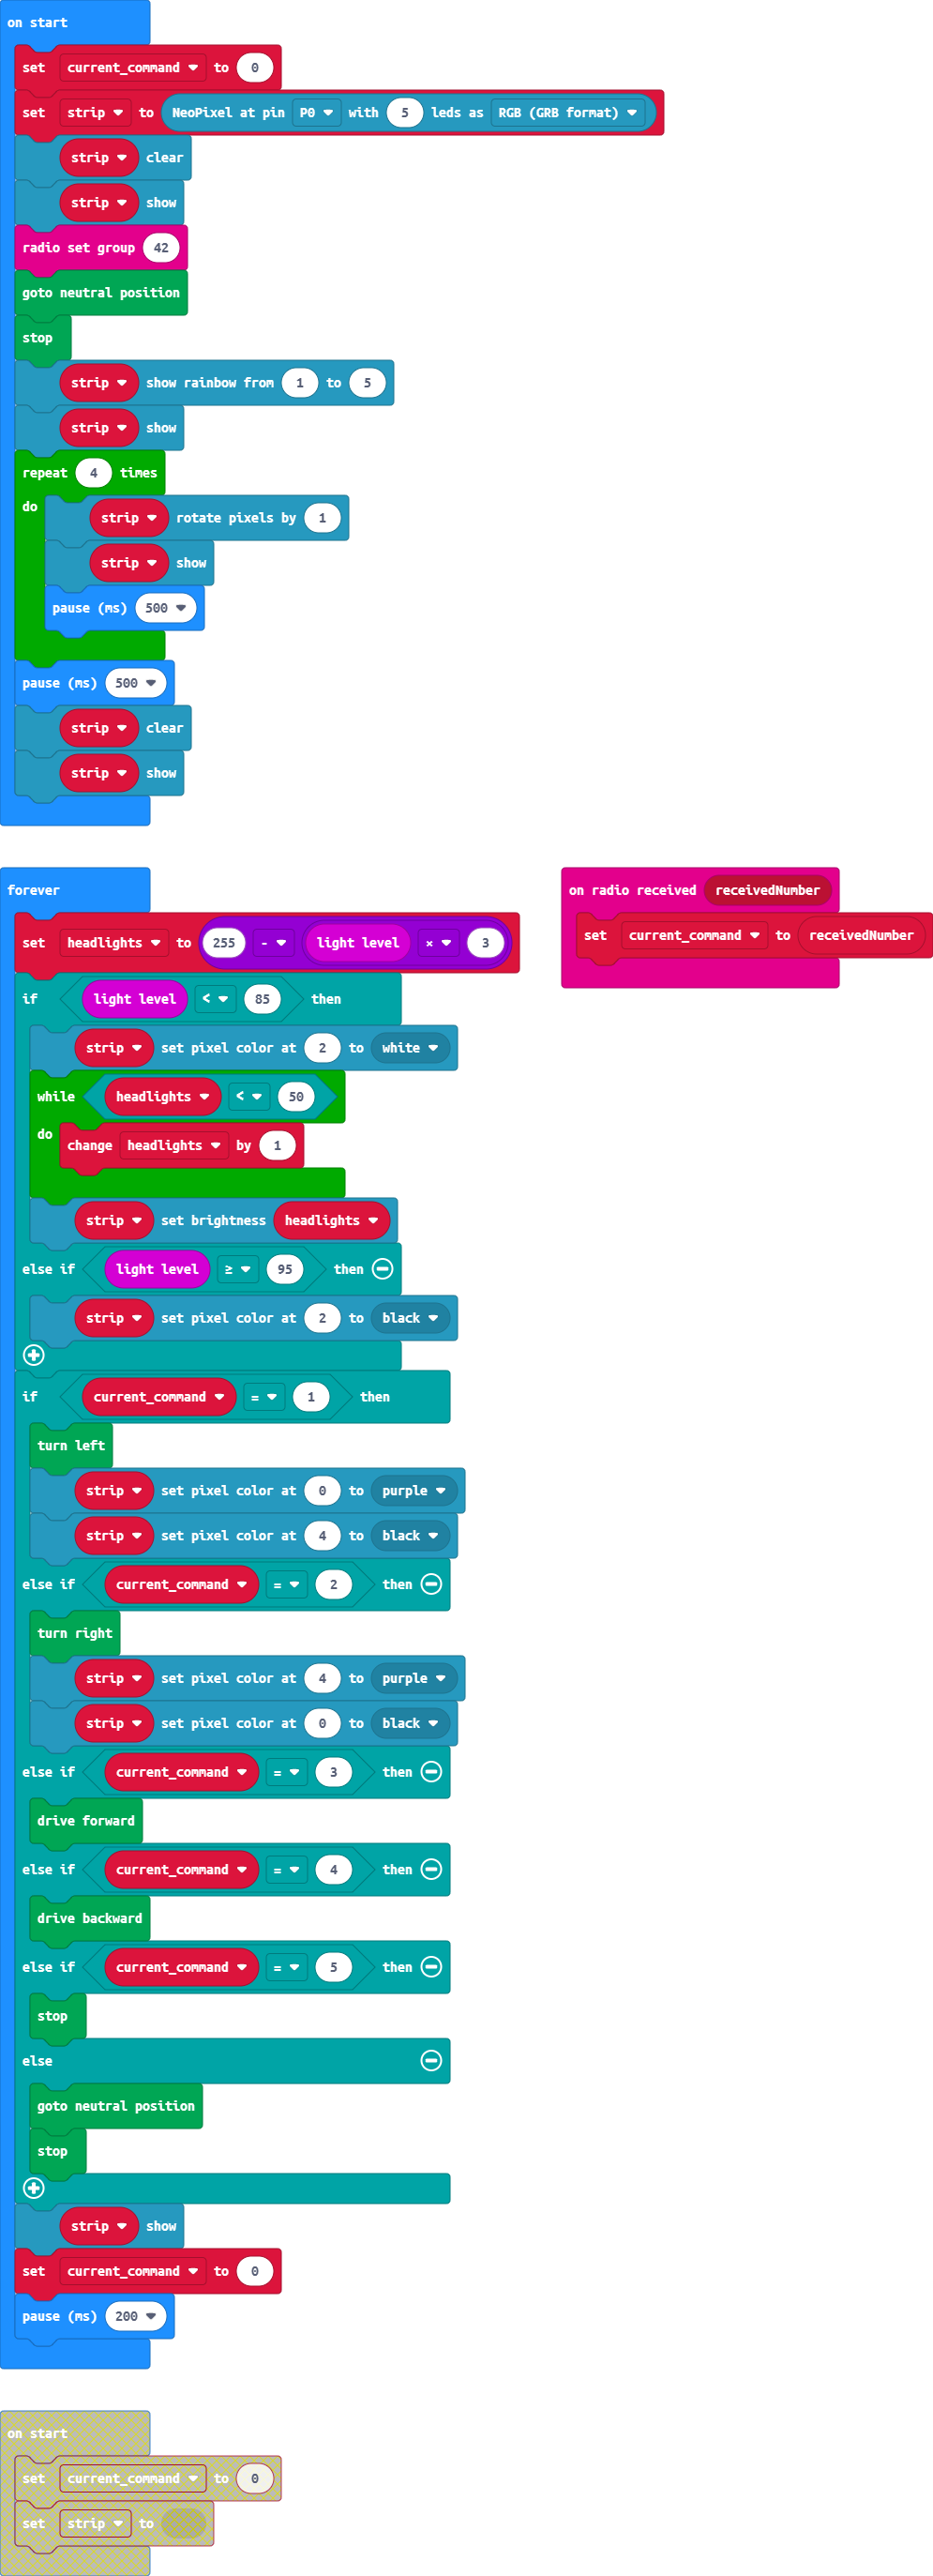 on start
set current_command to 0
set strip to NeoPixel at pin P0 with 5 leds as RGB (GRB format)
strip clear
strip show
radio set group 42
goto neutral position
stop
strip show rainbow from 1 to 5
strip show
repeat 4 times
do strip rotate pixels by 1
strip show
pause (ms) 500
pause (ms) 500
strip clear
strip show
forever
set headlights to 255 - light level × 3
if light level < 85 then
strip set pixel color at 2 to white
while headlights < 50
do change headlights by 1
strip set brightness headlights
else if light level ≥ 95 then
strip set pixel color at 2 to black
if current_command = 1 then
turn left
strip set pixel color at 0 to purple
strip set pixel color at 4 to black
else if current_command = 2 then
turn right
strip set pixel color at 4 to purple
strip set pixel color at 0 to black
else if current_command = 3 then
drive forward
else if current_command = 4 then
drive backward
else if current_command = 5 then
stop
else
goto neutral position
stop
strip show
set current_command to 0
pause (ms) 200
on radio received receivedNumber
set current_command to receivedNumber
on start
set current_command to 0
set strip to